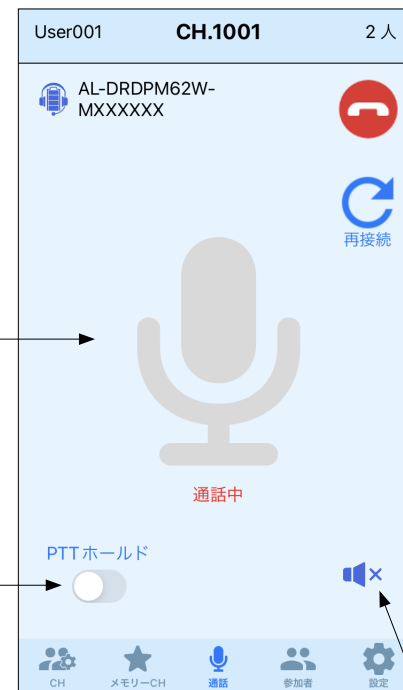 User001 CH.1001 2人
AL-DRDPM62W-
MXXXXXX
再接続
通話中
PTTホールド
CH メモリーCH 通話 参加者 設定